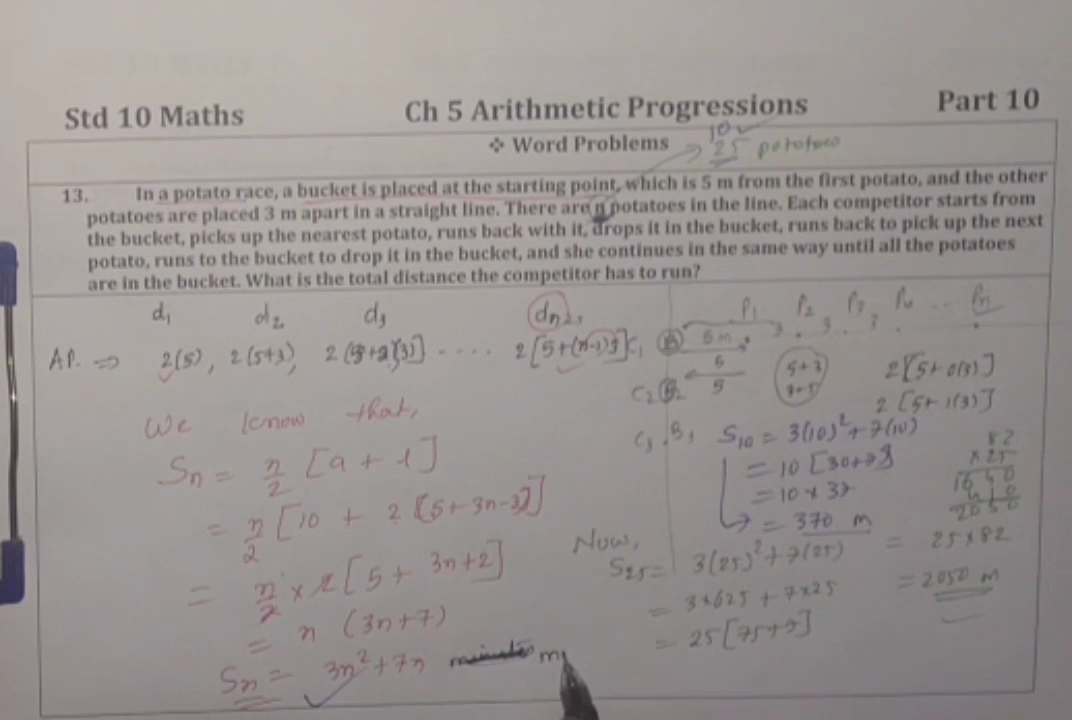 Std 10 Maths Ch 5 Arithmetic Progressions Part 10
❖ Word Problems → 25 potatoes
10
13. In a potato race, a bucket is placed at the starting point, which is 5 m from the first potato, and the other
potatoes are placed 3 m apart in a straight line. There are n potatoes in the line. Each competitor starts from
the bucket, picks up the nearest potato, runs back with it, drops it in the bucket, runs back to pick up the next
potato, runs to the bucket to drop it in the bucket, and she continues in the same way until all the potatoes
are in the bucket. What is the total distance the competitor has to run?
d₁ d₂ d₃
AP. ⇒ 2(5), 2(5+3),
We know that,
Sn = n/2 [a + l]
= n/2 [10 + 2 [5+3n-3]]
= n/2 × 2 [5 + 3n+2]
= n (3n+7)
Sn = 3n²+7n
P₁ P₂ P₃ P₄ ... Pn
5 m 3 3 3
5
5
5+3
3+5
2[5+0(3)]
2[5+1(3)]
S₁₀ = 3(10)²+7(10)
= 10 [30+7]
= 10 × 37
→ = 370 m
82
×25
Now,
S₂₅ = 3(25)²+7(25) = 25×82
= 3×625 + 7×25 = 2050 m
= 25[75+7]